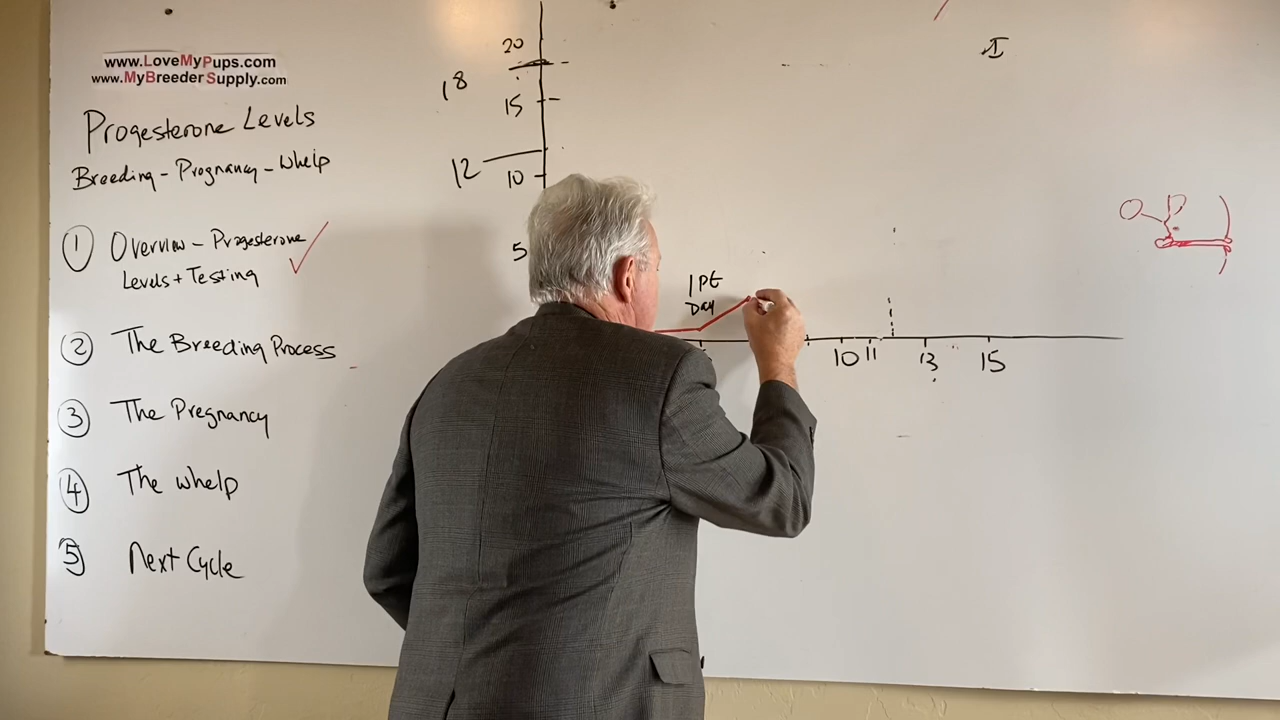 www.LoveMyPups.com
www.MyBreederSupply.com
Progesterone Levels
Breeding - Prognancy - Whelp
1 Overview - Progesterone
Levels + Testing
2 The Breeding Process
3 The Pregnancy
4 The whelp
5 Next Cycle
20
18
15
12
10
5
1 PG
Day
10 11 13 15
I